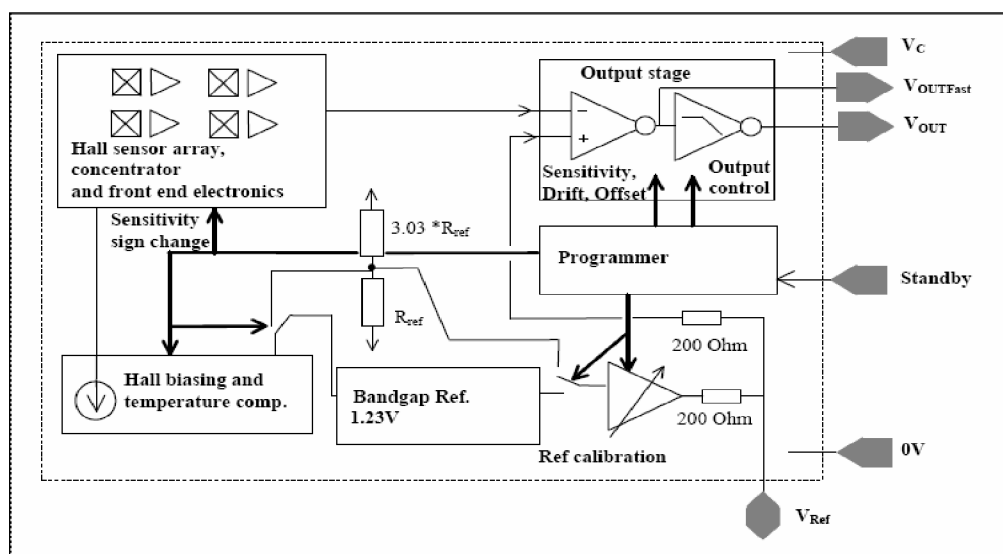 V_C
Output stage
V_OUTFast
V_OUT
−
+
Hall sensor array,
concentrator
and front end electronics
Sensitivity,
Drift, Offset
Output
control
Sensitivity
sign change
3.03 *R_ref
Programmer
Standby
R_ref
200 Ohm
Hall biasing and
temperature comp.
Bandgap Ref.
1.23V
200 Ohm
Ref calibration
0V
V_Ref